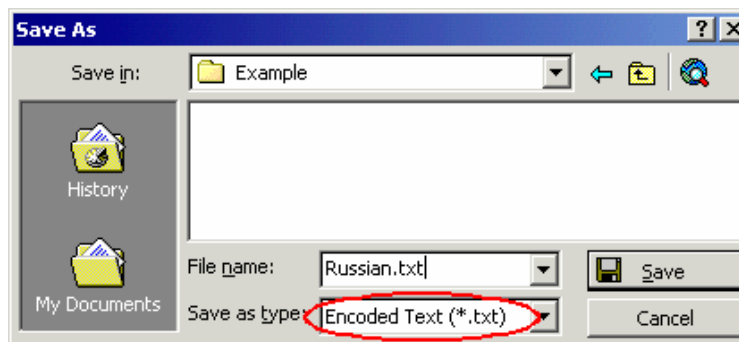 Save As
Save in:
Example
History
My Documents
File name:
Russian.txt
Save
Save as type:
Encoded Text (*.txt)
Cancel